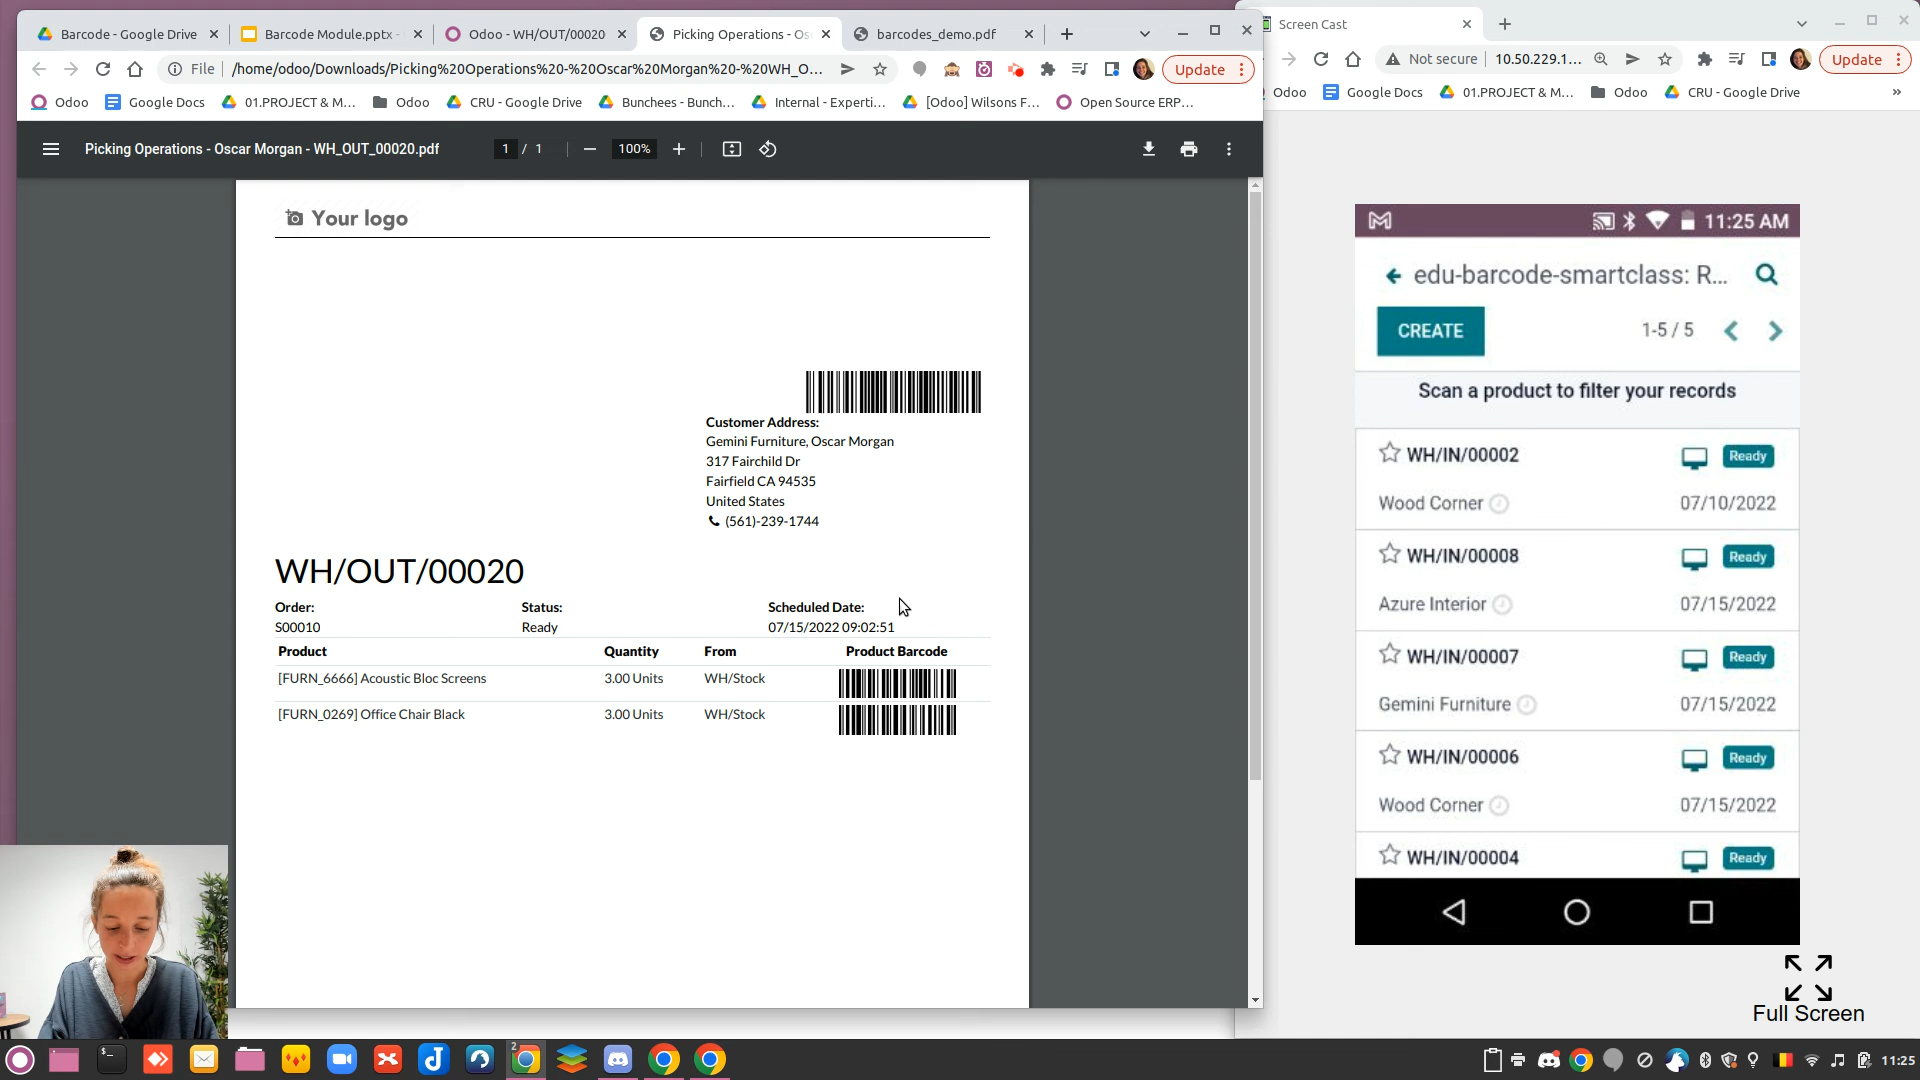 Barcode - Google Drive
Barcode Module.pptx -
Odoo - WH/OUT/00020
Picking Operations - Os
barcodes_demo.pdf
File
/home/odoo/Downloads/Picking%20Operations%20-%20Oscar%20Morgan%20-%20WH_O...
Update
Odoo
Google Docs
01.PROJECT & M...
Odoo
CRU - Google Drive
Bunchees - Bunch...
Internal - Experti...
[Odoo] Wilsons F...
Open Source ERP...
Picking Operations - Oscar Morgan - WH_OUT_00020.pdf
1 / 1
100%
Your logo
Customer Address:
Gemini Furniture, Oscar Morgan
317 Fairchild Dr
Fairfield CA 94535
United States
(561)-239-1744
WH/OUT/00020
Order: Status: Scheduled Date:
S00010 Ready 07/15/2022 09:02:51
Product Quantity From Product Barcode
[FURN_6666] Acoustic Bloc Screens 3.00 Units WH/Stock
[FURN_0269] Office Chair Black 3.00 Units WH/Stock
Screen Cast
Not secure
10.50.229.1...
Update
Odoo
Google Docs
01.PROJECT & M...
Odoo
CRU - Google Drive
»
11:25 AM
edu-barcode-smartclass: R...
CREATE
1-5 / 5
Scan a product to filter your records
WH/IN/00002 Ready
Wood Corner 07/10/2022
WH/IN/00008 Ready
Azure Interior 07/15/2022
WH/IN/00007 Ready
Gemini Furniture 07/15/2022
WH/IN/00006 Ready
Wood Corner 07/15/2022
WH/IN/00004 Ready
Full Screen
2
11:25